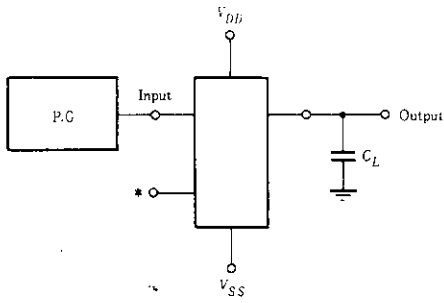 V_DD
Input
P.G
Output
C_L
*
V_SS